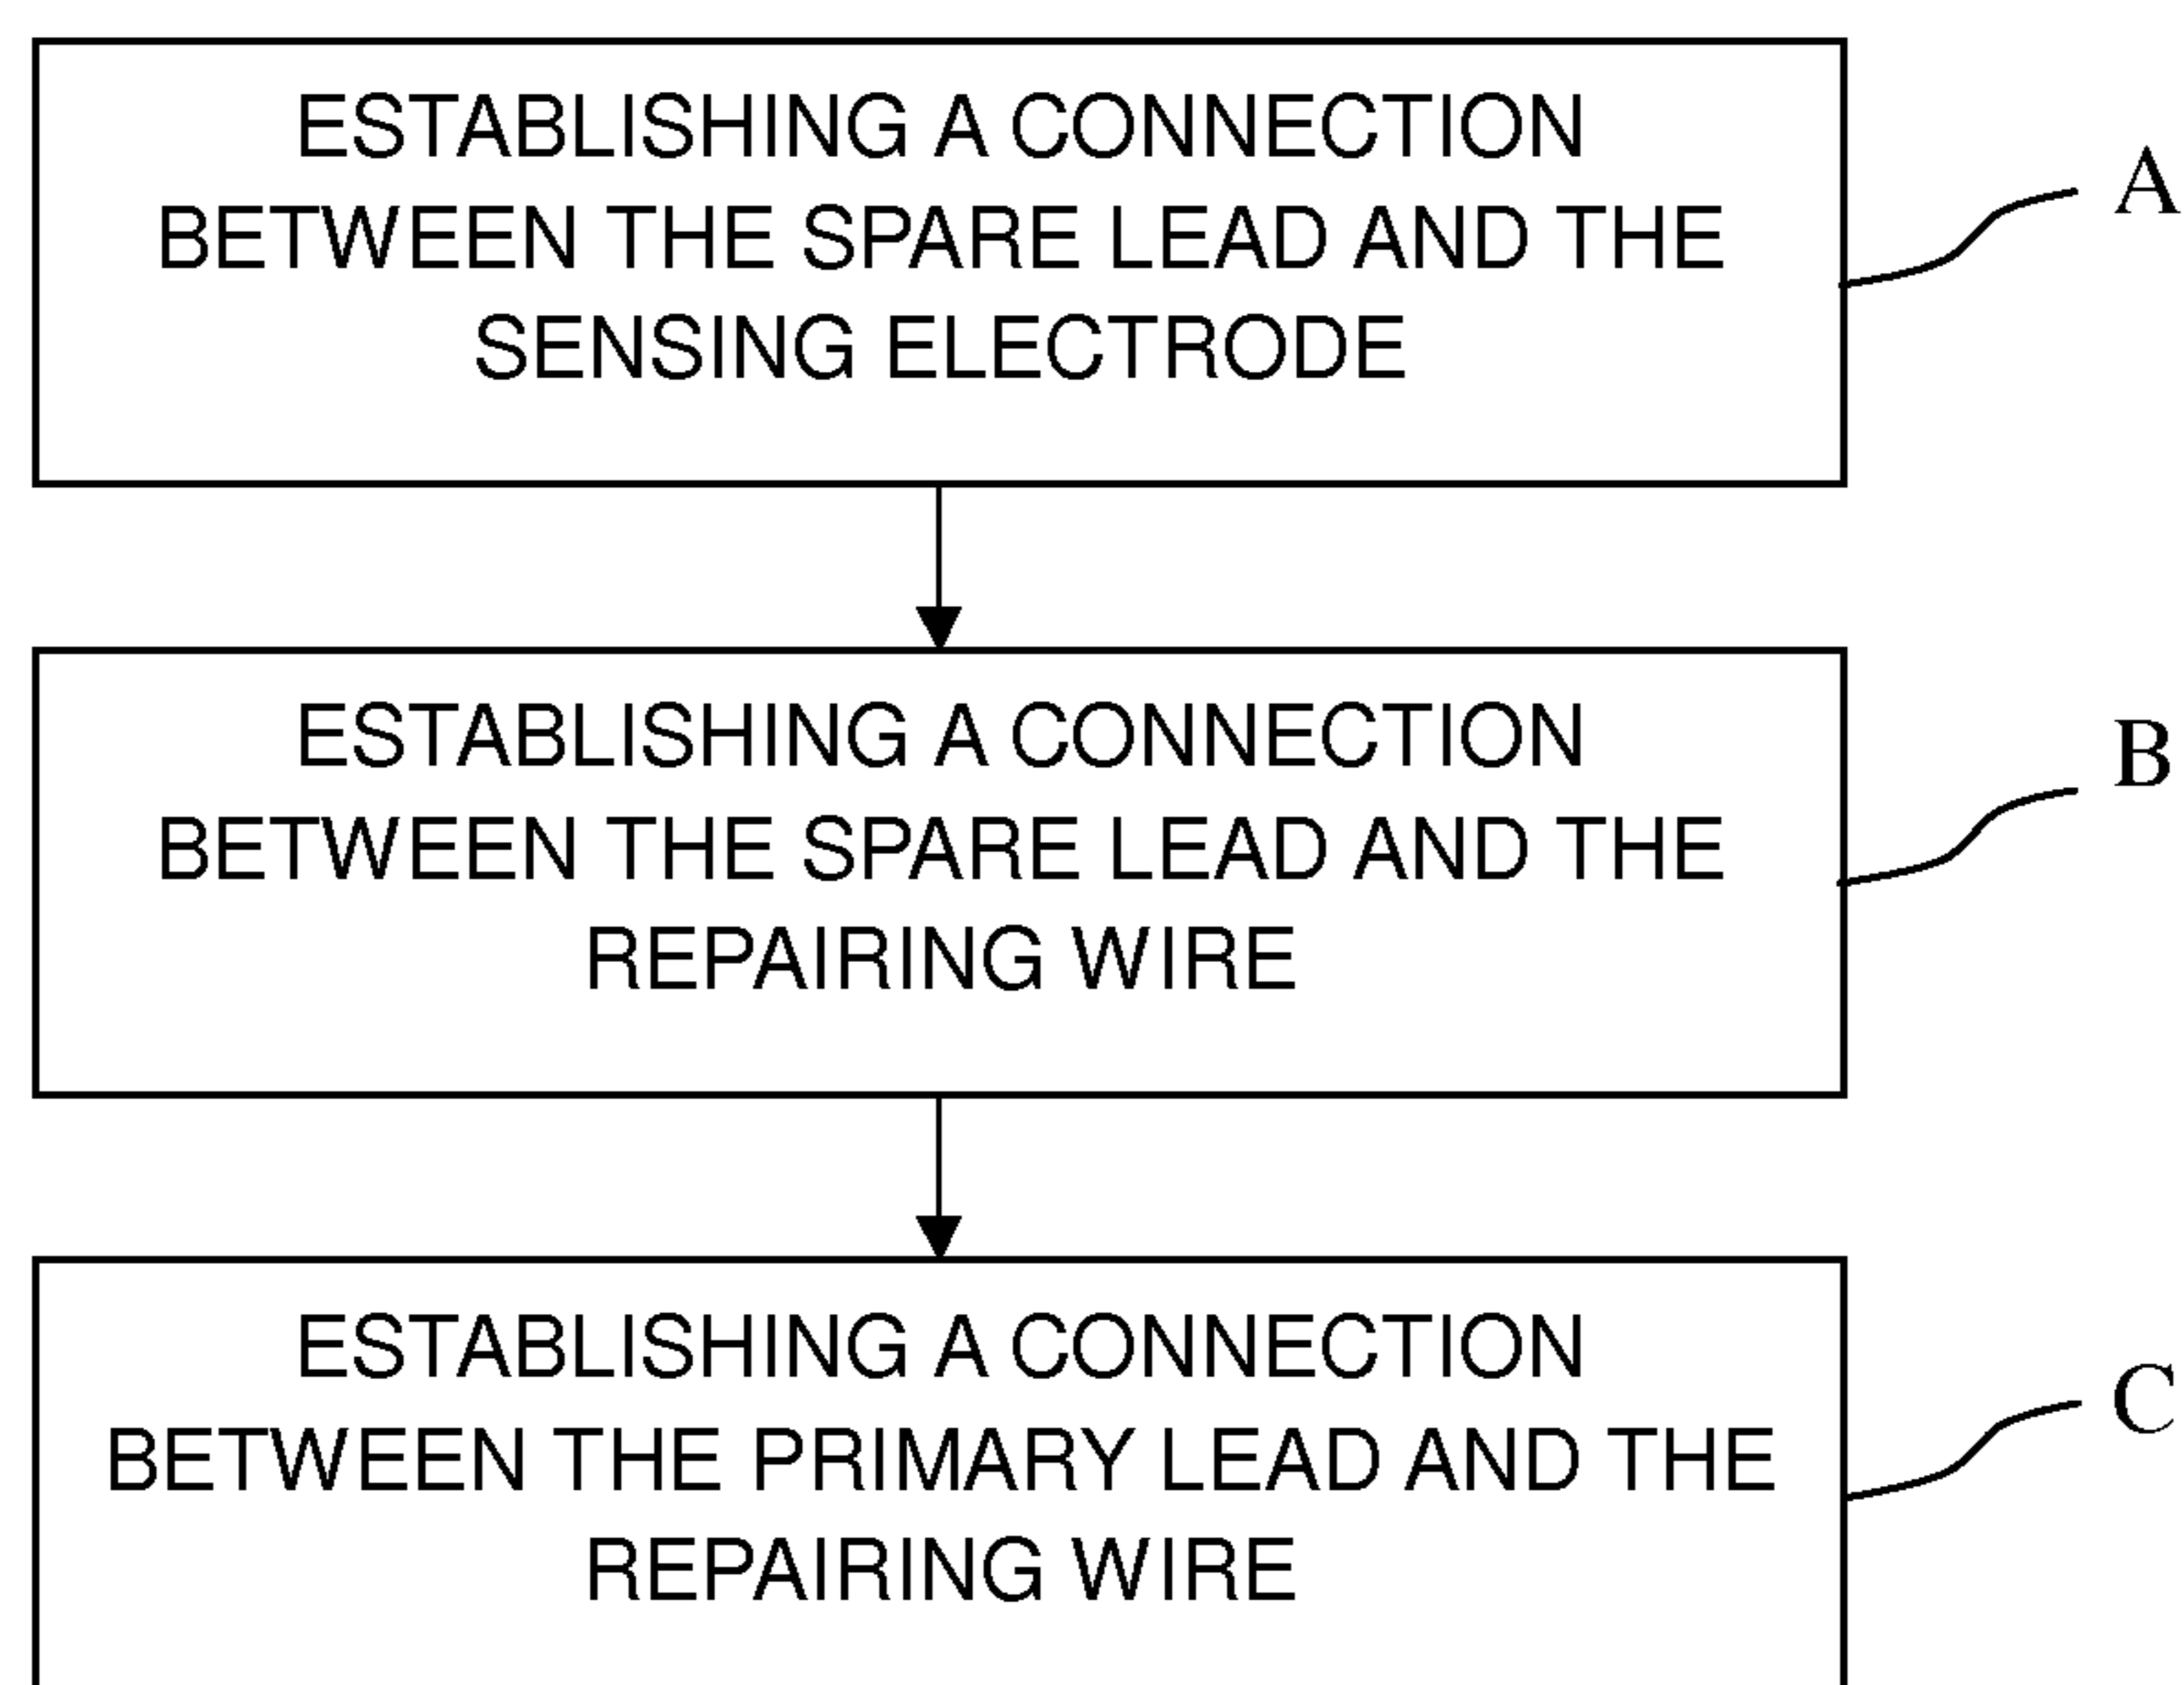 ESTABLISHING A CONNECTION
BETWEEN THE SPARE LEAD AND THE
SENSING ELECTRODE
A
ESTABLISHING A CONNECTION
BETWEEN THE SPARE LEAD AND THE
REPAIRING WIRE
B
ESTABLISHING A CONNECTION
BETWEEN THE PRIMARY LEAD AND THE
REPAIRING WIRE
C